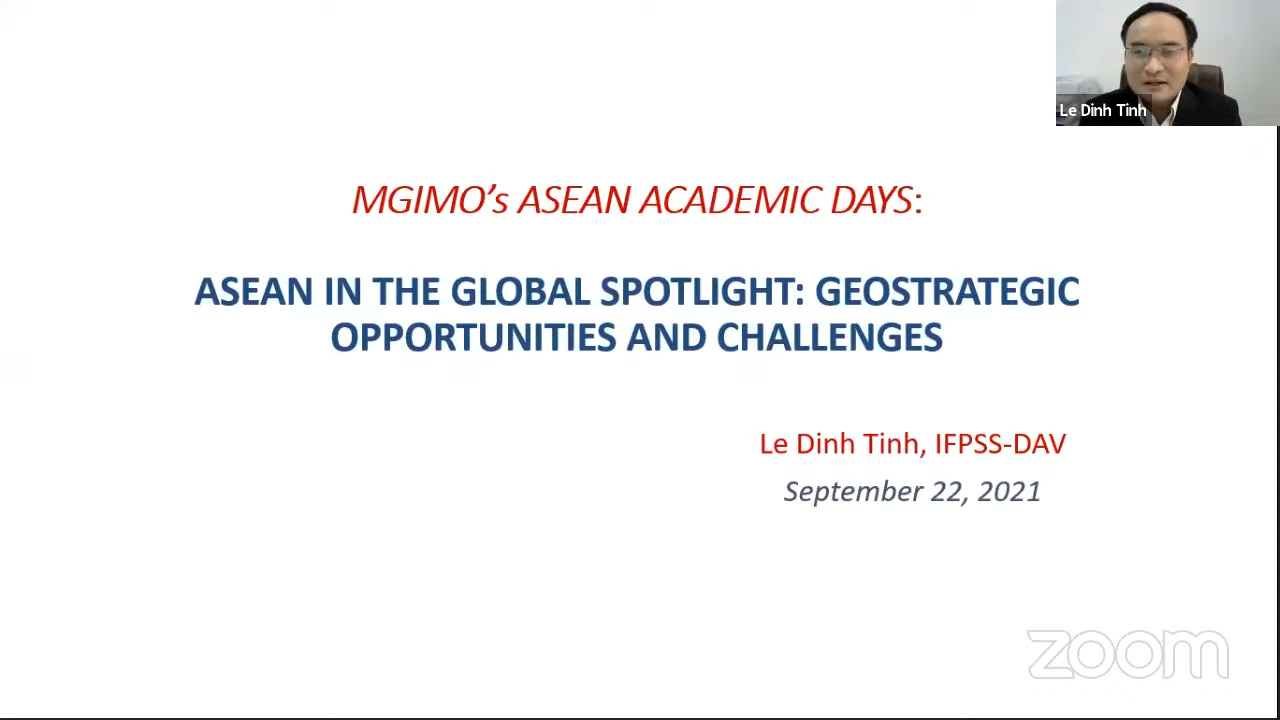 Le Dinh Tinh
MGIMO's ASEAN ACADEMIC DAYS:
ASEAN IN THE GLOBAL SPOTLIGHT: GEOSTRATEGIC
OPPORTUNITIES AND CHALLENGES
Le Dinh Tinh, IFPSS-DAV
September 22, 2021
zoom